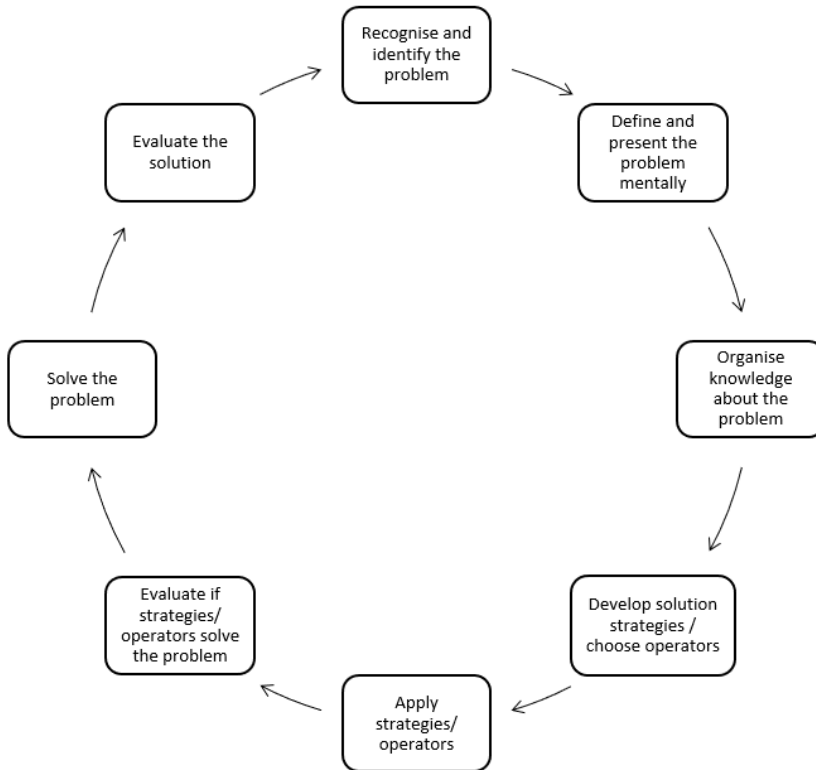 Recognise and
identify the
problem
Define and
present the
problem
mentally
Organise
knowledge
about the
problem
Develop solution
strategies /
choose operators
Apply
strategies/
operators
Evaluate if
strategies/
operators solve
the problem
Solve the
problem
Evaluate the
solution